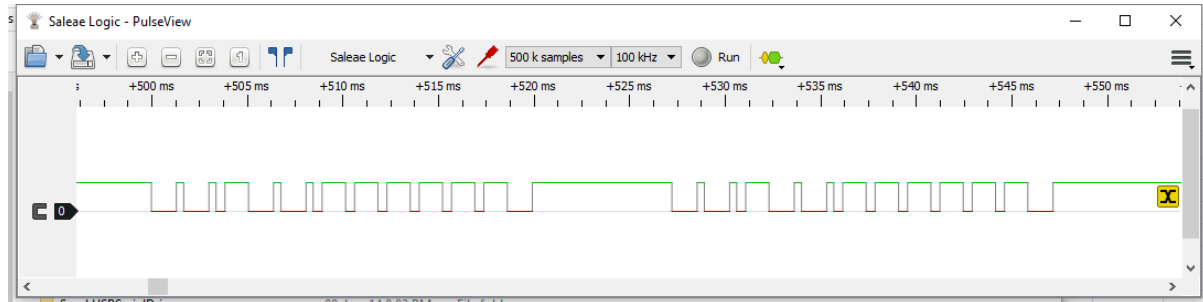 Saleae Logic - PulseView
Saleae Logic 500 k samples 100 kHz Run
s +500 ms +505 ms +510 ms +515 ms +520 ms +525 ms +530 ms +535 ms +540 ms +545 ms +550 ms
0